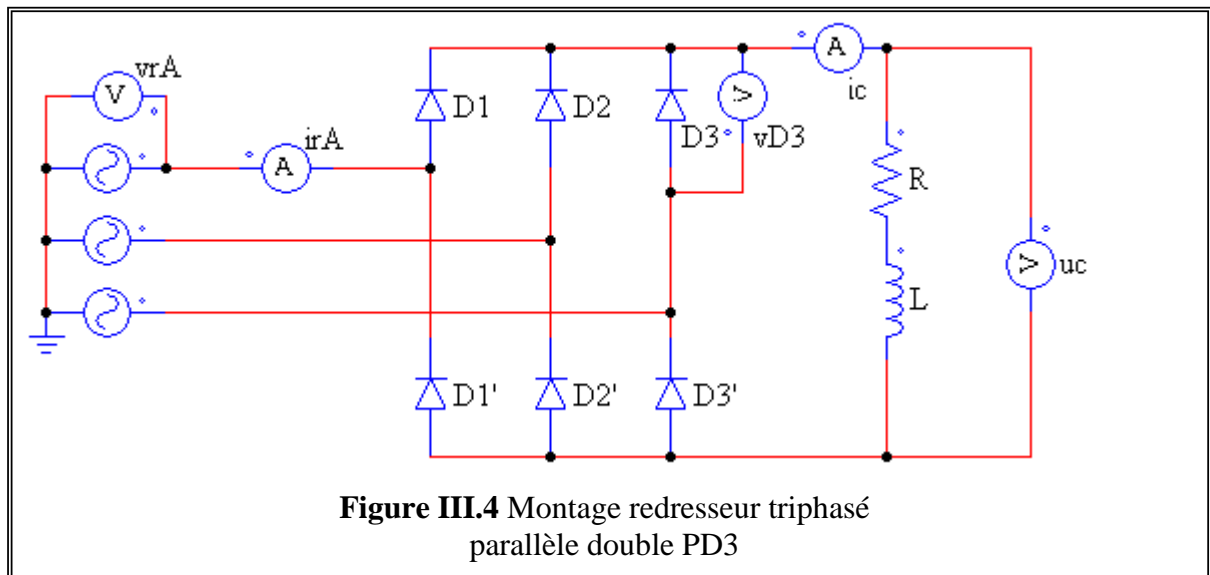 vrA
V
irA
A
D1
D2
D3
V
vD3
A
ic
R
L
V
uc
D1'
D2'
D3'
Figure III.4 Montage redresseur triphasé
parallèle double PD3